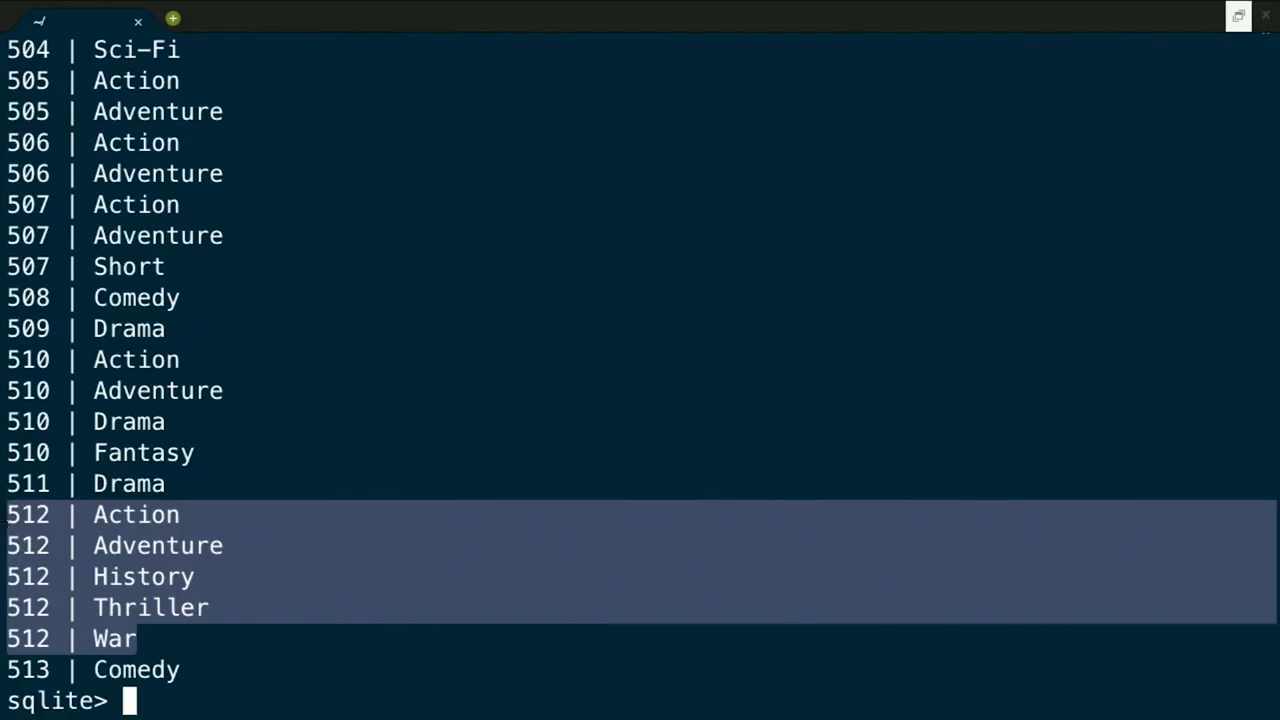 ~/
504 | Sci-Fi
505 | Action
505 | Adventure
506 | Action
506 | Adventure
507 | Action
507 | Adventure
507 | Short
508 | Comedy
509 | Drama
510 | Action
510 | Adventure
510 | Drama
510 | Fantasy
511 | Drama
512 | Action
512 | Adventure
512 | History
512 | Thriller
512 | War
513 | Comedy
sqlite>